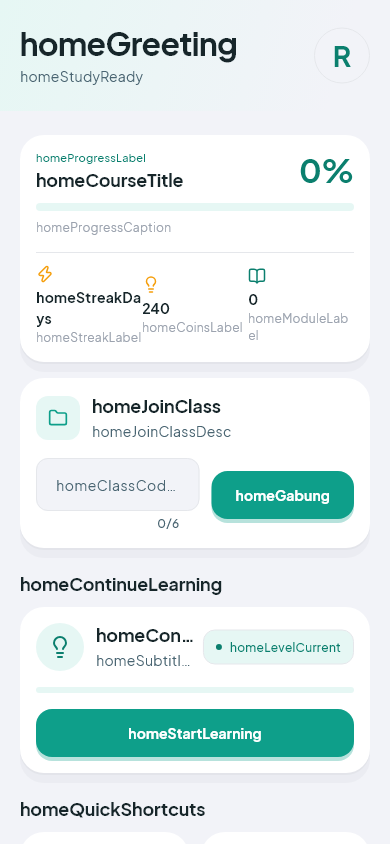 homeGreeting
homeStudyReady
R
homeProgressLabel
homeCourseTitle
0%
homeProgressCaption
homeStreakDa
ys
homeStreakLabel
240
homeCoinsLabel
0
homeModuleLab
el
homeJoinClass
homeJoinClassDesc
homeClassCod...
0/6
homeGabung
homeContinueLearning
homeCon...
homeSubtitl...
homeLevelCurrent
homeStartLearning
homeQuickShortcuts